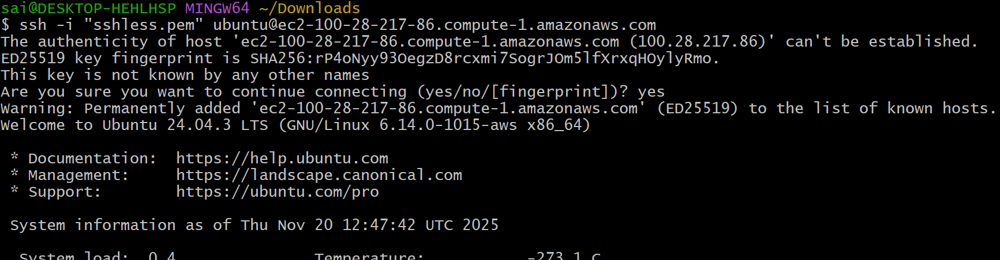 sai@DESKTOP-HEHLHSP MINGW64 ~/Downloads
$ ssh -i "sshless.pem" ubuntu@ec2-100-28-217-86.compute-1.amazonaws.com
The authenticity of host 'ec2-100-28-217-86.compute-1.amazonaws.com (100.28.217.86)' can't be established.
ED25519 key fingerprint is SHA256:rP4oNyy93OegzD8rcxmi7SogrJOm5lfXrxqHOylyRmo.
This key is not known by any other names
Are you sure you want to continue connecting (yes/no/[fingerprint])? yes
Warning: Permanently added 'ec2-100-28-217-86.compute-1.amazonaws.com' (ED25519) to the list of known hosts.
Welcome to Ubuntu 24.04.3 LTS (GNU/Linux 6.14.0-1015-aws x86_64)
* Documentation:  https://help.ubuntu.com
* Management:     https://landscape.canonical.com
* Support:        https://ubuntu.com/pro
System information as of Thu Nov 20 12:47:42 UTC 2025
System load:  0.4               Temperature:           -273.1 C